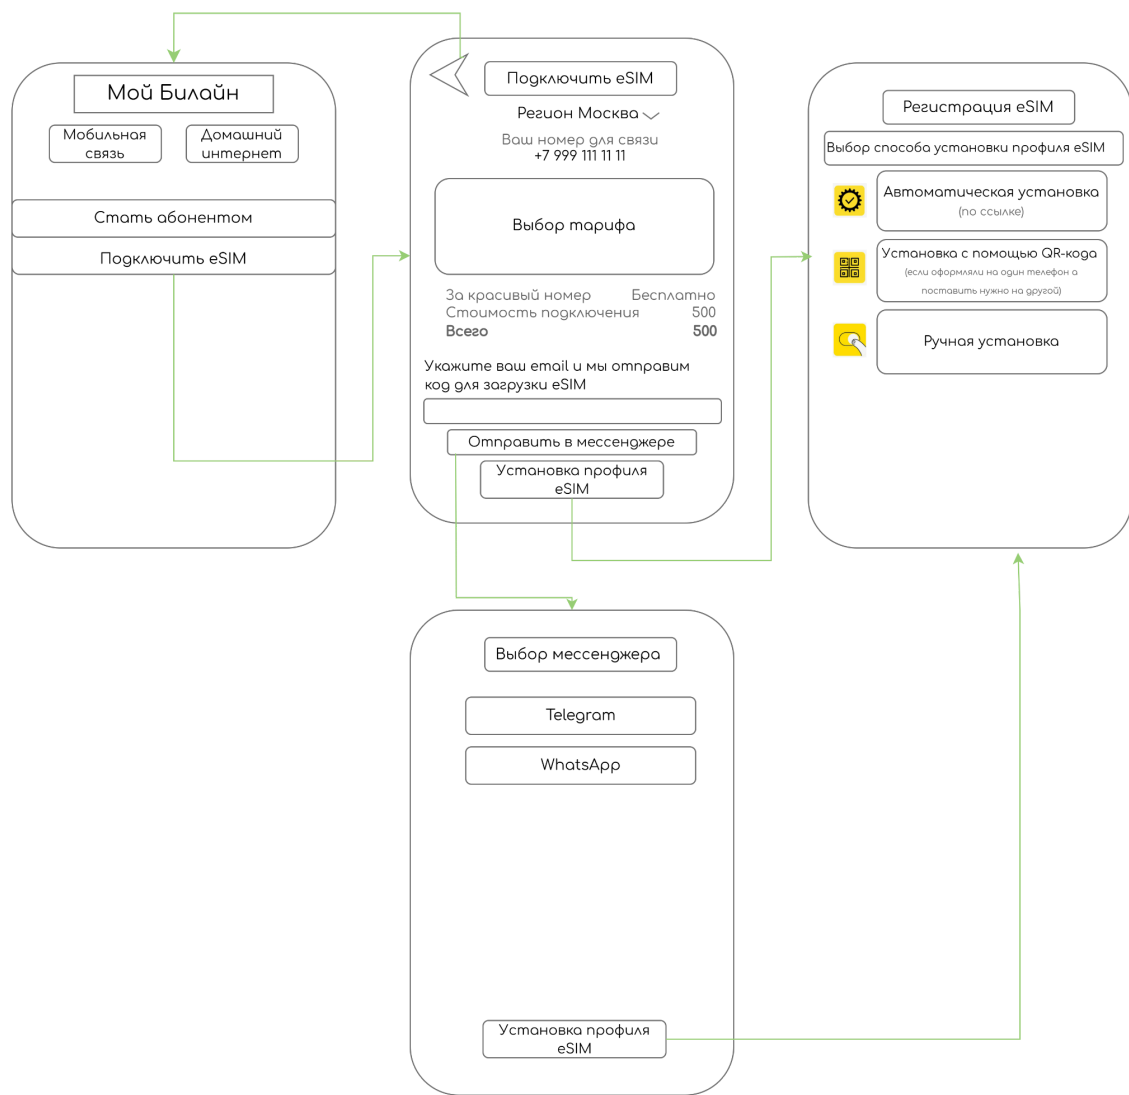 Мой Билайн
Мобильная
связь
Домашний
интернет
Стать абонентом
Подключить eSIM
Подключить eSIM
Регион Москва
Ваш номер для связи
+7 999 111 11 11
Выбор тарифа
За красивый номер Бесплатно
Стоимость подключения 500
Всего 500
Укажите ваш email и мы отправим
код для загрузки eSIM
Отправить в мессенджере
Установка профиля
eSIM
Регистрация eSIM
Выбор способа установки профиля eSIM
Автоматическая установка
(по ссылке)
Установка с помощью QR-кода
(если оформляли на один телефон а
поставить нужно на другой)
Ручная установка
Выбор мессенджера
Telegram
WhatsApp
Установка профиля
eSIM